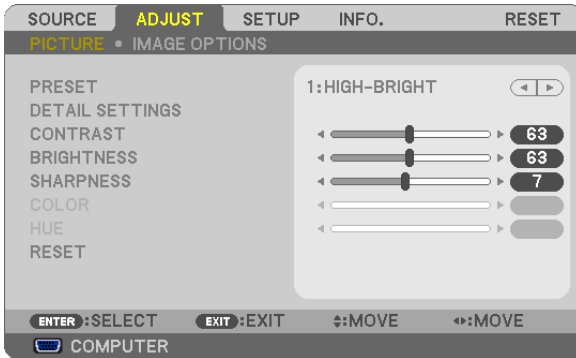 SOURCE ADJUST SETUP INFO. RESET
PICTURE • IMAGE OPTIONS
PRESET 1:HIGH-BRIGHT
DETAIL SETTINGS
CONTRAST 63
BRIGHTNESS 63
SHARPNESS 7
COLOR
HUE
RESET
ENTER:SELECT EXIT:EXIT :MOVE :MOVE
COMPUTER